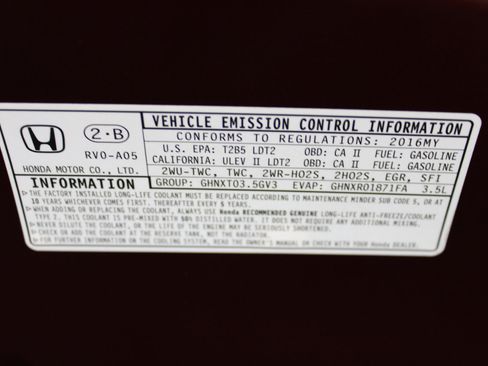 HONDA
2·B
RV0-A05
HONDA MOTOR CO., LTD.
VEHICLE EMISSION CONTROL INFORMATION
CONFORMS TO REGULATIONS: 2016MY
U.S. EPA: T2B5 LDT2 OBD: CA II FUEL: GASOLINE
CALIFORNIA: ULEV II LDT2 OBD: CA II FUEL: GASOLINE
2WU-TWC, TWC, 2WR-HO2S, 2HO2S, EGR, SFI
GROUP: GHNXT03.5GV3 EVAP: GHNXR01871FA 3.5L
INFORMATION
▷ THE FACTORY INSTALLED LONG-LIFE COOLANT MUST BE REPLACED ACCORDING TO MAINTENANCE MINDER SUB CODE 5, OR AT
10 YEARS WHICHEVER COMES FIRST. THEREAFTER EVERY 5 YEARS
▷ WHEN ADDING OR REPLACING THE COOLANT, ALWAYS USE Honda RECOMMENDED GENUINE LONG-LIFE ANTI-FREEZE/COOLANT
TYPE 2. THIS COOLANT IS PRE-MIXED WITH 50% DISTILLED WATER. IT DOES NOT REQUIRE ANY ADDITIONAL MIXING.
▷ NEVER DILUTE THE COOLANT, OR THE LIFE OF THE ENGINE MAY BE SERIOUSLY SHORTENED.
▷ CHECK AND ADD COOLANT AT THE RESERVE TANK, NOT THE RADIATOR.
▷ FOR FURTHER INFORMATION ON THE COOLING SYSTEM, READ THE OWNER'S MANUAL OR CHECK WITH YOUR Honda DEALER.